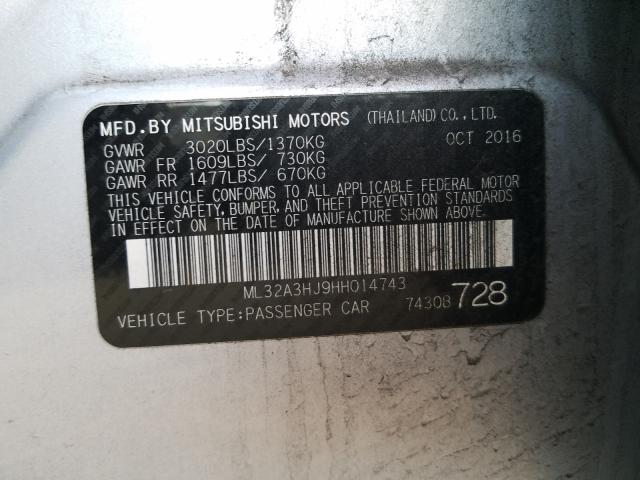 MFD.BY MITSUBISHI MOTORS (THAILAND)CO.,LTD.
GVWR 3020LBS/1370KG OCT 2016
GAWR FR 1609LBS/ 730KG
GAWR RR 1477LBS/ 670KG
THIS VEHICLE CONFORMS TO ALL APPLICABLE FEDERAL MOTOR
VEHICLE SAFETY,BUMPER,AND THEFT PREVENTION STANDARDS
IN EFFECT ON THE DATE OF MANUFACTURE SHOWN ABOVE.
ML32A3HJ9HH014743
VEHICLE TYPE:PASSENGER CAR 74308 728